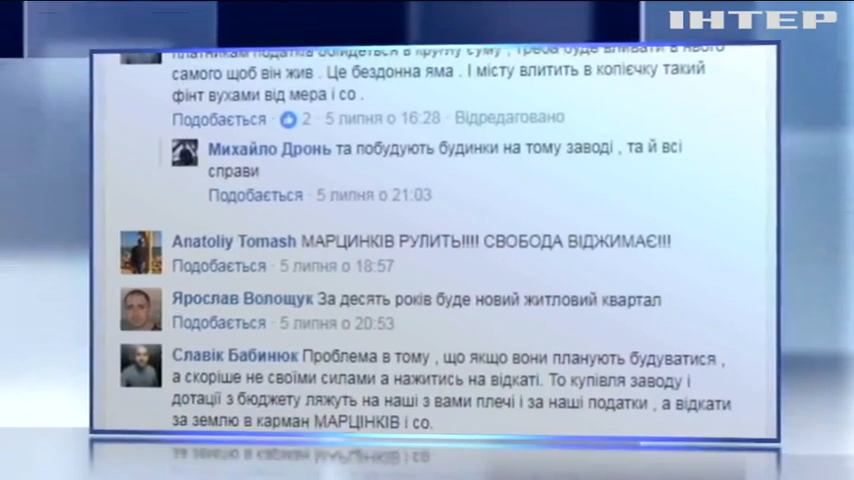 ІНТЕР
платникам податків обійдеться в круглу суму , треба буде вливати в нього
самого щоб він жив . Це бездонна яма . І місту влитить в копієчку такий
фінт вухами від мера і со .
Подобається · 2 · 5 липня о 16:28 · Відредаговано
Михайло Дронь та побудують будинки на тому заводі , та й всі
справи
Подобається · 5 липня о 21:03
Anatoliy Tomash МАРЦИНКІВ РУЛИТЬ!!!! СВОБОДА ВІДЖИМАЄ!!!
Подобається · 5 липня о 18:57
Ярослав Волощук За десять років буде новий житловий квартал
Подобається · 5 липня о 20:53
Славік Бабинюк Проблема в тому , що якщо вони планують будуватися ,
а скоріше не своїми силами а нажитись на відкаті. То купівля заводу і
дотації з бюджету ляжуть на наші з вами плечі і за наші податки , а відкати
за землю в карман МАРЦІНКІВ і со.